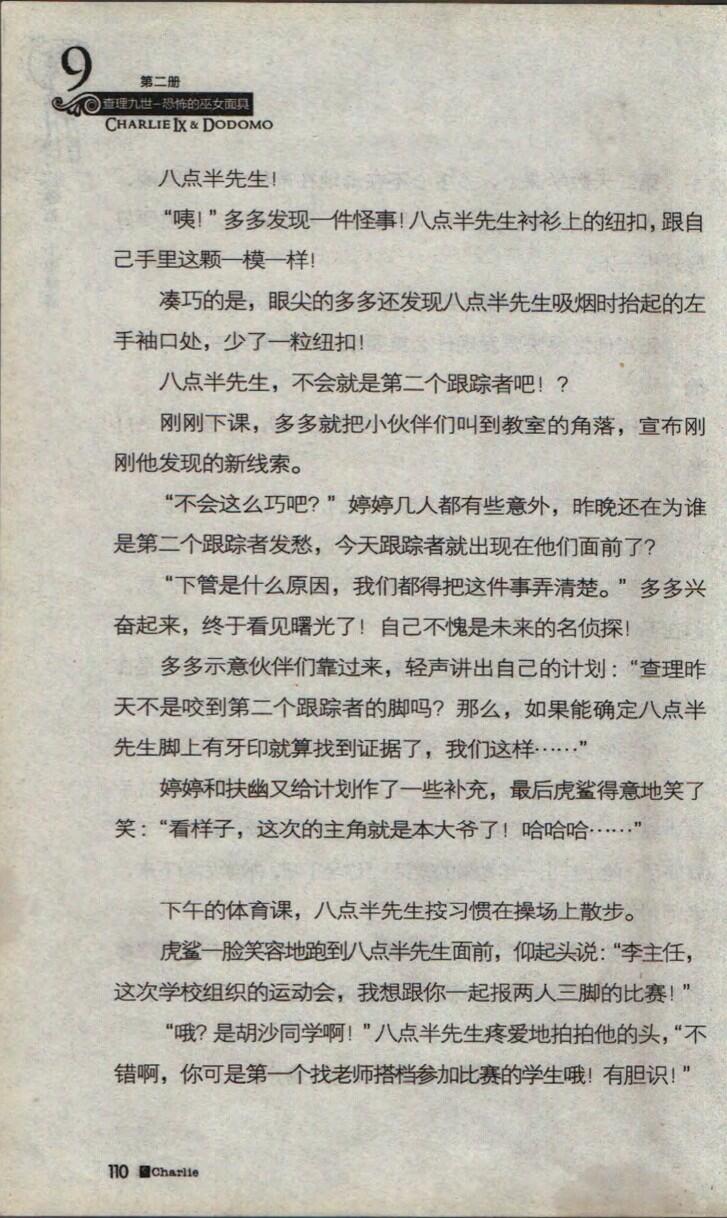 9
第二册
查理九世-恐怖的巫女面具
CHARLIE IX & DODOMO
八点半先生！
“咦！”多多发现一件怪事！八点半先生衬衫上的纽扣，跟自
己手里这颗一模一样！
凑巧的是，眼尖的多多还发现八点半先生吸烟时抬起的左
手袖口处，少了一粒纽扣！
八点半先生，不会就是第二个跟踪者吧！？
刚刚下课，多多就把小伙伴们叫到教室的角落，宣布刚
刚他发现的新线索。
“不会这么巧吧？”婷婷几人都有些意外，昨晚还在为谁
是第二个跟踪者发愁，今天跟踪者就出现在他们面前了？
“下管是什么原因，我们都得把这件事弄清楚。”多多兴
奋起来，终于看见曙光了！自己不愧是未来的名侦探！
多多示意伙伴们靠过来，轻声讲出自己的计划：“查理昨
天不是咬到第二个跟踪者的脚吗？那么，如果能确定八点半
先生脚上有牙印就算找到证据了，我们这样……”
婷婷和扶幽又给计划作了一些补充，最后虎鲨得意地笑了
笑：“看样子，这次的主角就是本大爷了！哈哈哈……”
下午的体育课，八点半先生按习惯在操场上散步。
虎鲨一脸笑容地跑到八点半先生面前，仰起头说：“李主任，
这次学校组织的运动会，我想跟你一起报两人三脚的比赛！”
“哦？是胡沙同学啊！”八点半先生疼爱地拍拍他的头，“不
错啊，你可是第一个找老师搭档参加比赛的学生哦！有胆识！”
110 Charlie